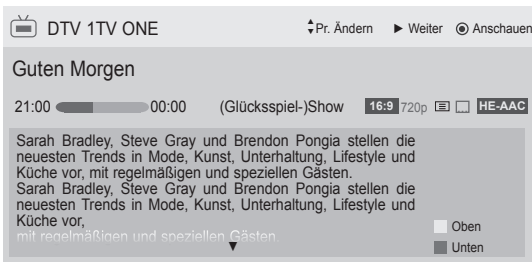 DTV 1TV ONE Pr. Ändern Weiter Anschauen
Guten Morgen
21:00 00:00 (Glücksspiel-)Show 16:9 720p HE-AAC
Sarah Bradley, Steve Gray und Brendon Pongia stellen die
neuesten Trends in Mode, Kunst, Unterhaltung, Lifestyle und
Küche vor, mit regelmäßigen und speziellen Gästen.
Sarah Bradley, Steve Gray und Brendon Pongia stellen die
neuesten Trends in Mode, Kunst, Unterhaltung, Lifestyle und
Küche vor,
mit regelmäßigen und speziellen Gästen.
Oben
Unten